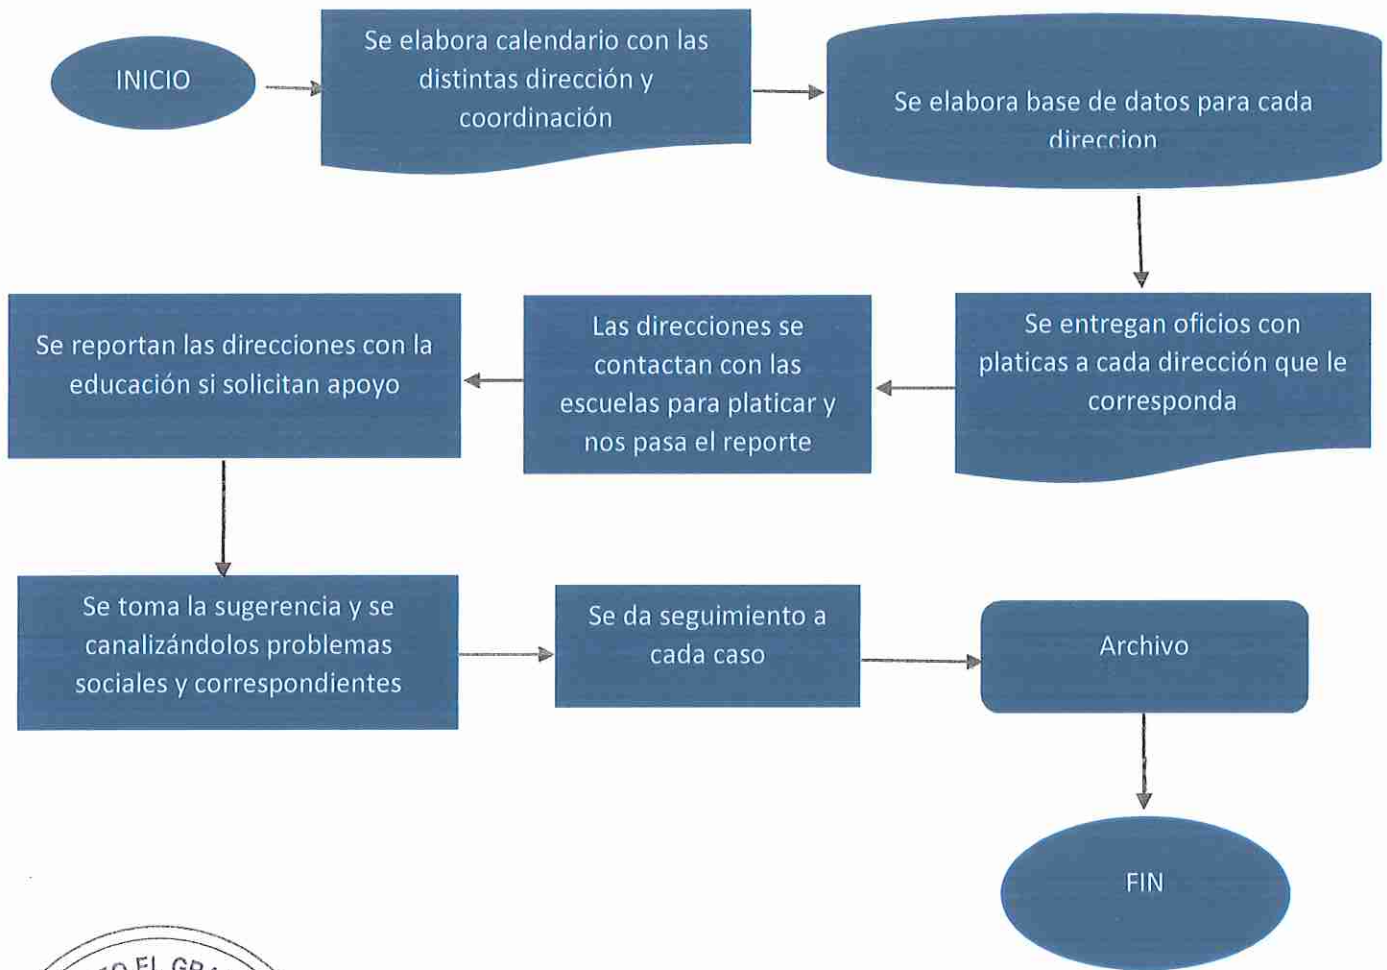 INICIO
Se elabora calendario con las
distintas dirección y
coordinación
Se elabora base de datos para cada
direccion
Se entregan oficios con
platicas a cada dirección que le
corresponda
Las direcciones se
contactan con las
escuelas para platicar y
nos pasa el reporte
Se reportan las direcciones con la
educación si solicitan apoyo
Se toma la sugerencia y se
canalizándolos problemas
sociales y correspondientes
Se da seguimiento a
cada caso
Archivo
FIN
EL